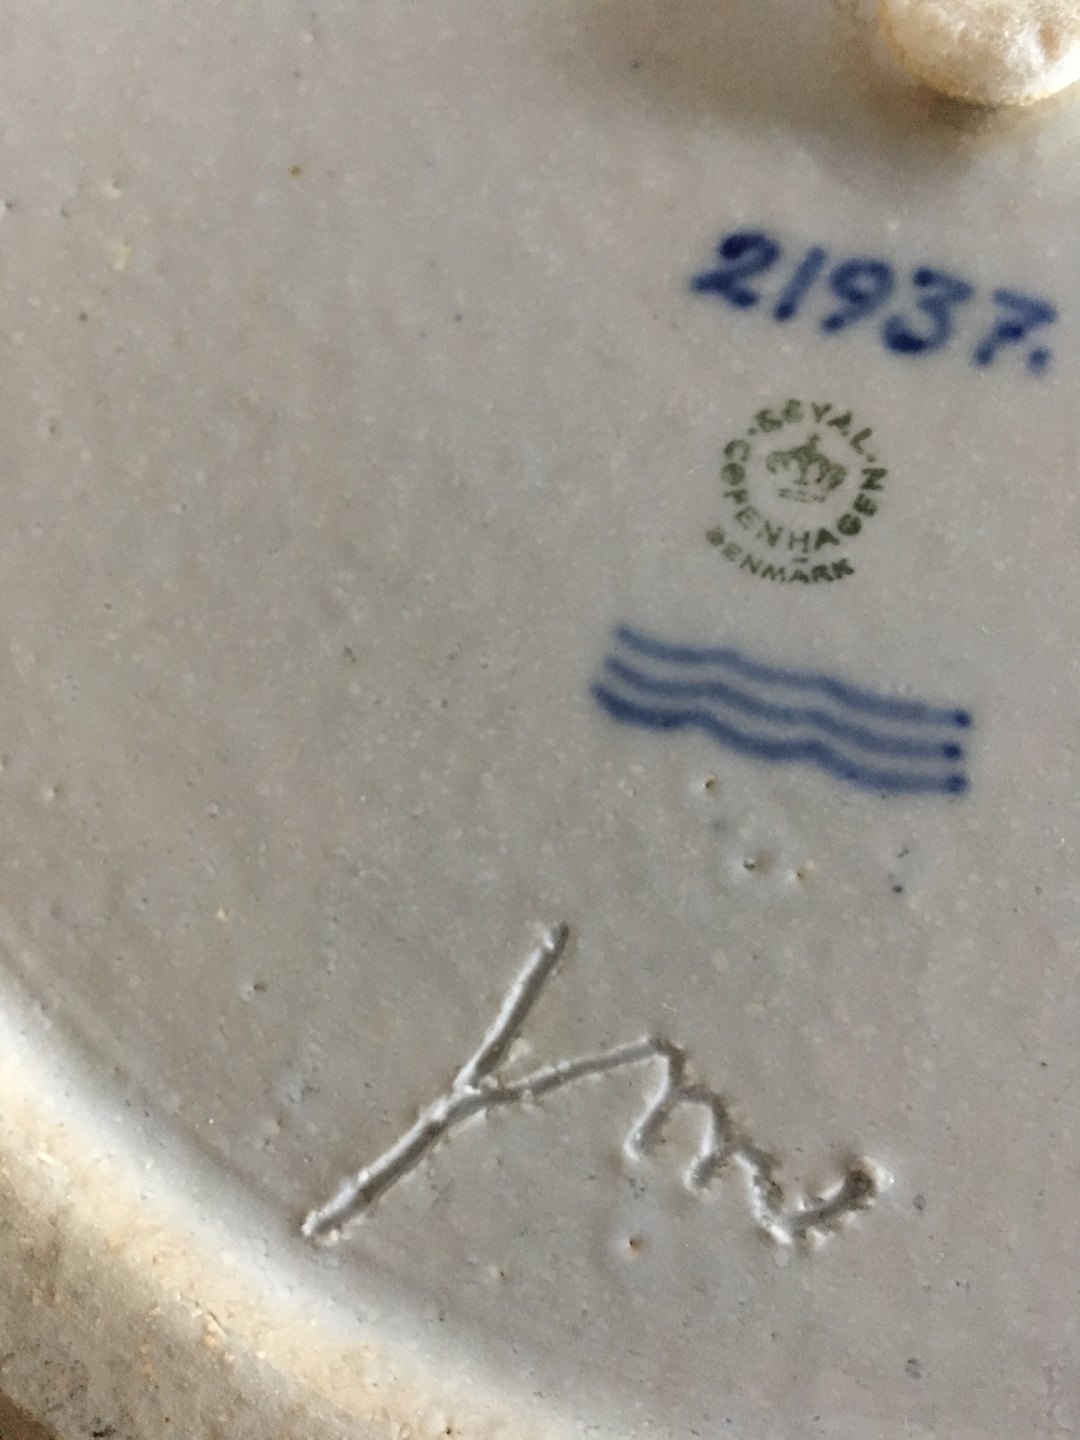 21937.
ROYAL COPENHAGEN
DENMARK